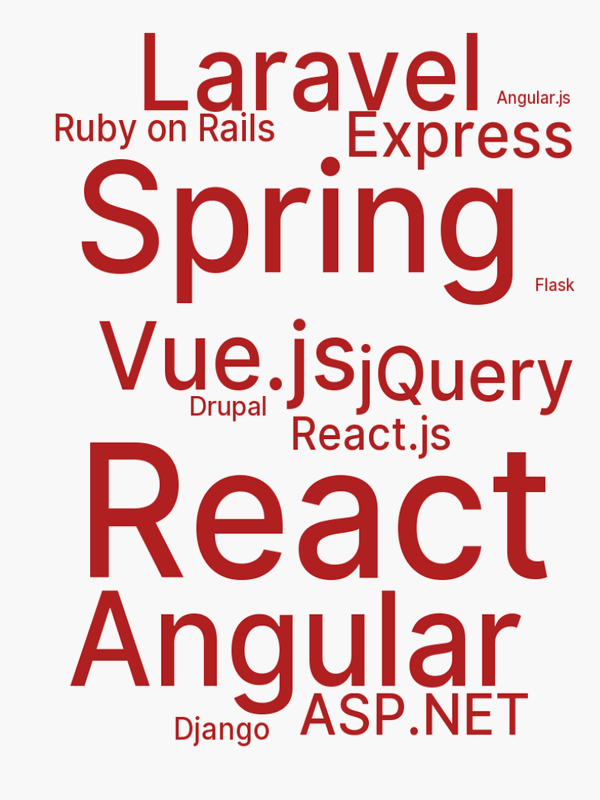 Laravel
Angular.js
Ruby on Rails
Express
Spring
Flask
Vue.js
jQuery
Drupal
React.js
React
Angular
ASP.NET
Django